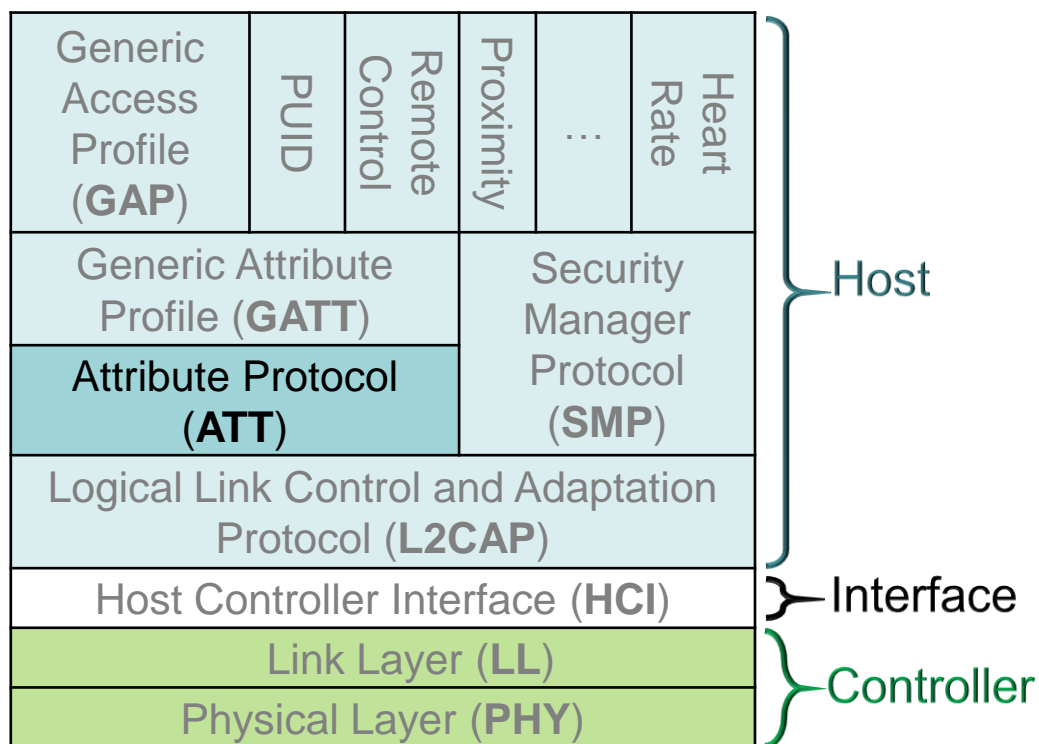 Generic
Access
Profile
(GAP)
PUID
Remote
Control
Proximity
...
Heart
Rate
Generic Attribute
Profile (GATT)
Security
Manager
Protocol
(SMP)
Attribute Protocol
(ATT)
Logical Link Control and Adaptation
Protocol (L2CAP)
Host Controller Interface (HCI)
Link Layer (LL)
Physical Layer (PHY)
Host
Interface
Controller